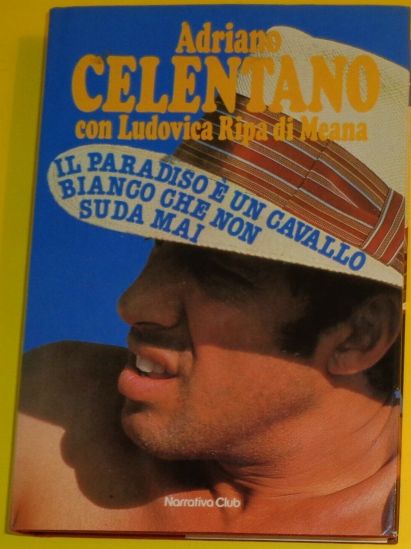 Adriano
CELENTANO
con Ludovica Ripa di Meana
IL PARADISO È UN CAVALLO
BIANCO CHE NON
SUDA MAI
Narrativa Club